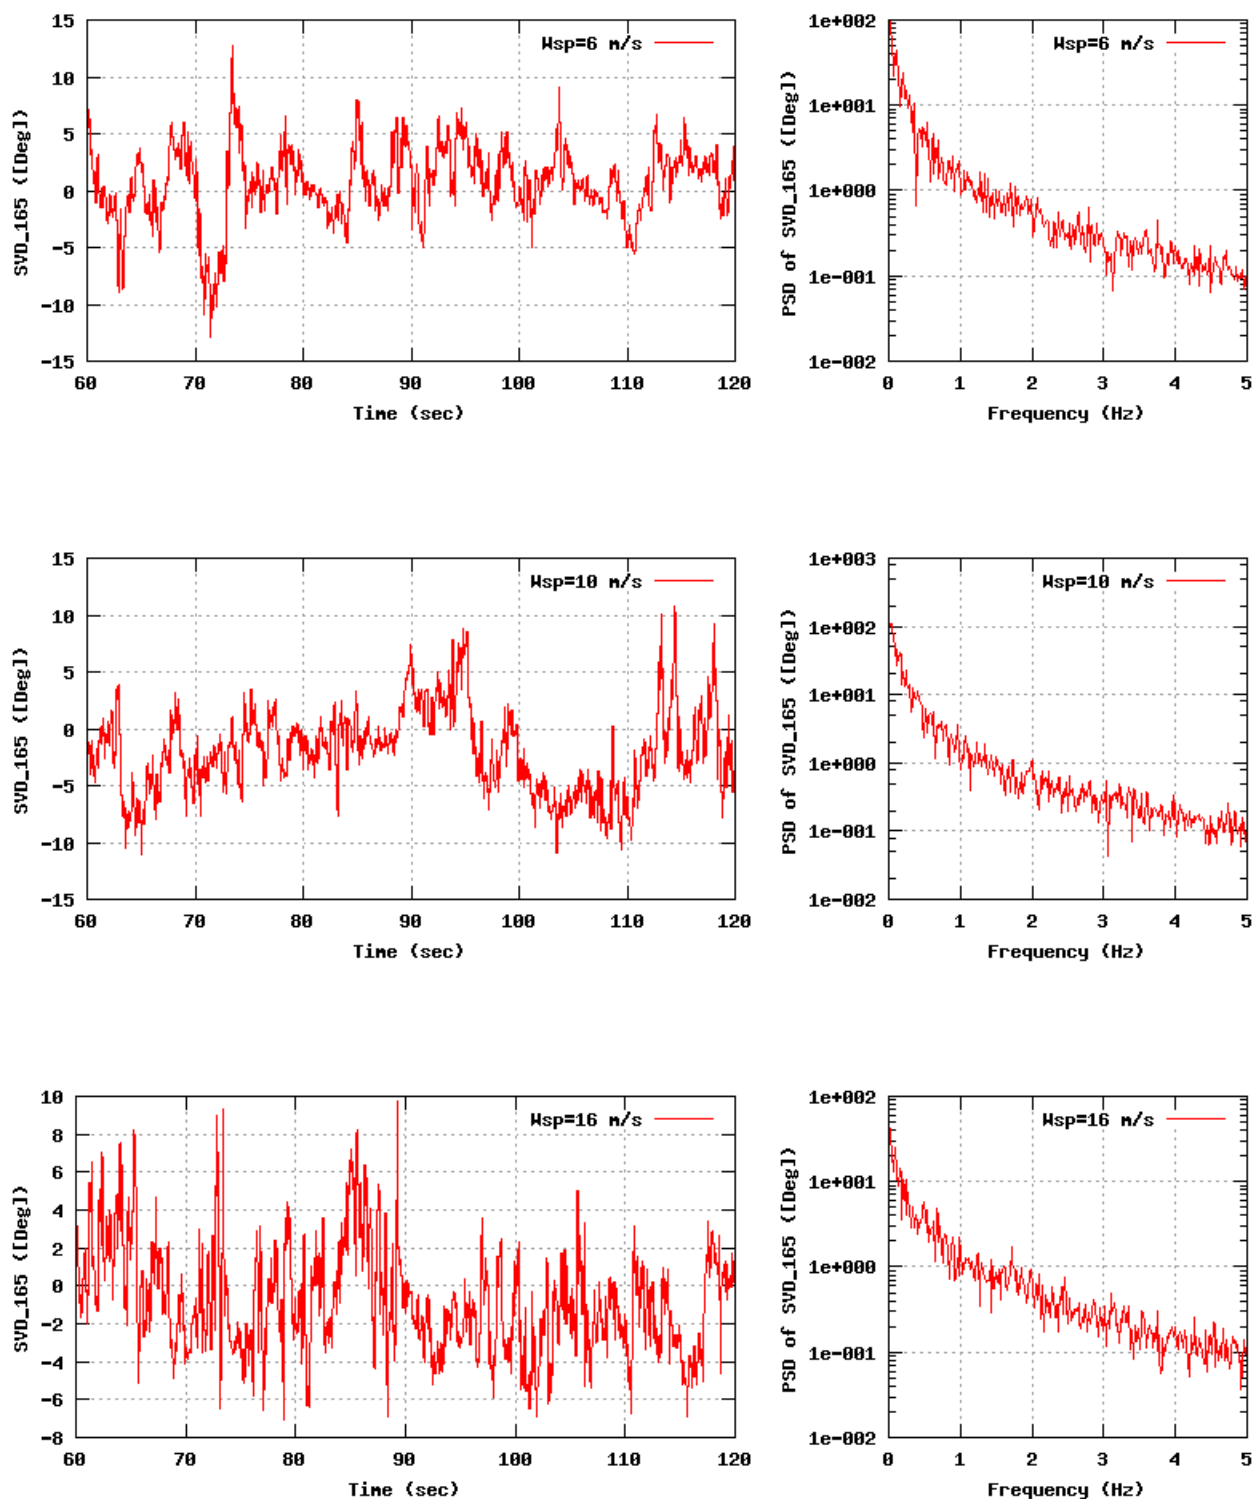 15
10
5
0
-5
-10
-15
SVD_165 ([Deg])
Wsp=6 m/s
60 70 80 90 100 110 120
Time (sec)
1e+002
1e+001
1e+000
1e-001
1e-002
PSD of SVD_165 ([Deg])
Wsp=6 m/s
0 1 2 3 4 5
Frequency (Hz)
15
10
5
0
-5
-10
-15
SVD_165 ([Deg])
Wsp=10 m/s
60 70 80 90 100 110 120
Time (sec)
1e+003
1e+002
1e+001
1e+000
1e-001
1e-002
PSD of SVD_165 ([Deg])
Wsp=10 m/s
0 1 2 3 4 5
Frequency (Hz)
10
8
6
4
2
0
-2
-4
-6
-8
SVD_165 ([Deg])
Wsp=16 m/s
60 70 80 90 100 110 120
Time (sec)
1e+002
1e+001
1e+000
1e-001
1e-002
PSD of SVD_165 ([Deg])
Wsp=16 m/s
0 1 2 3 4 5
Frequency (Hz)